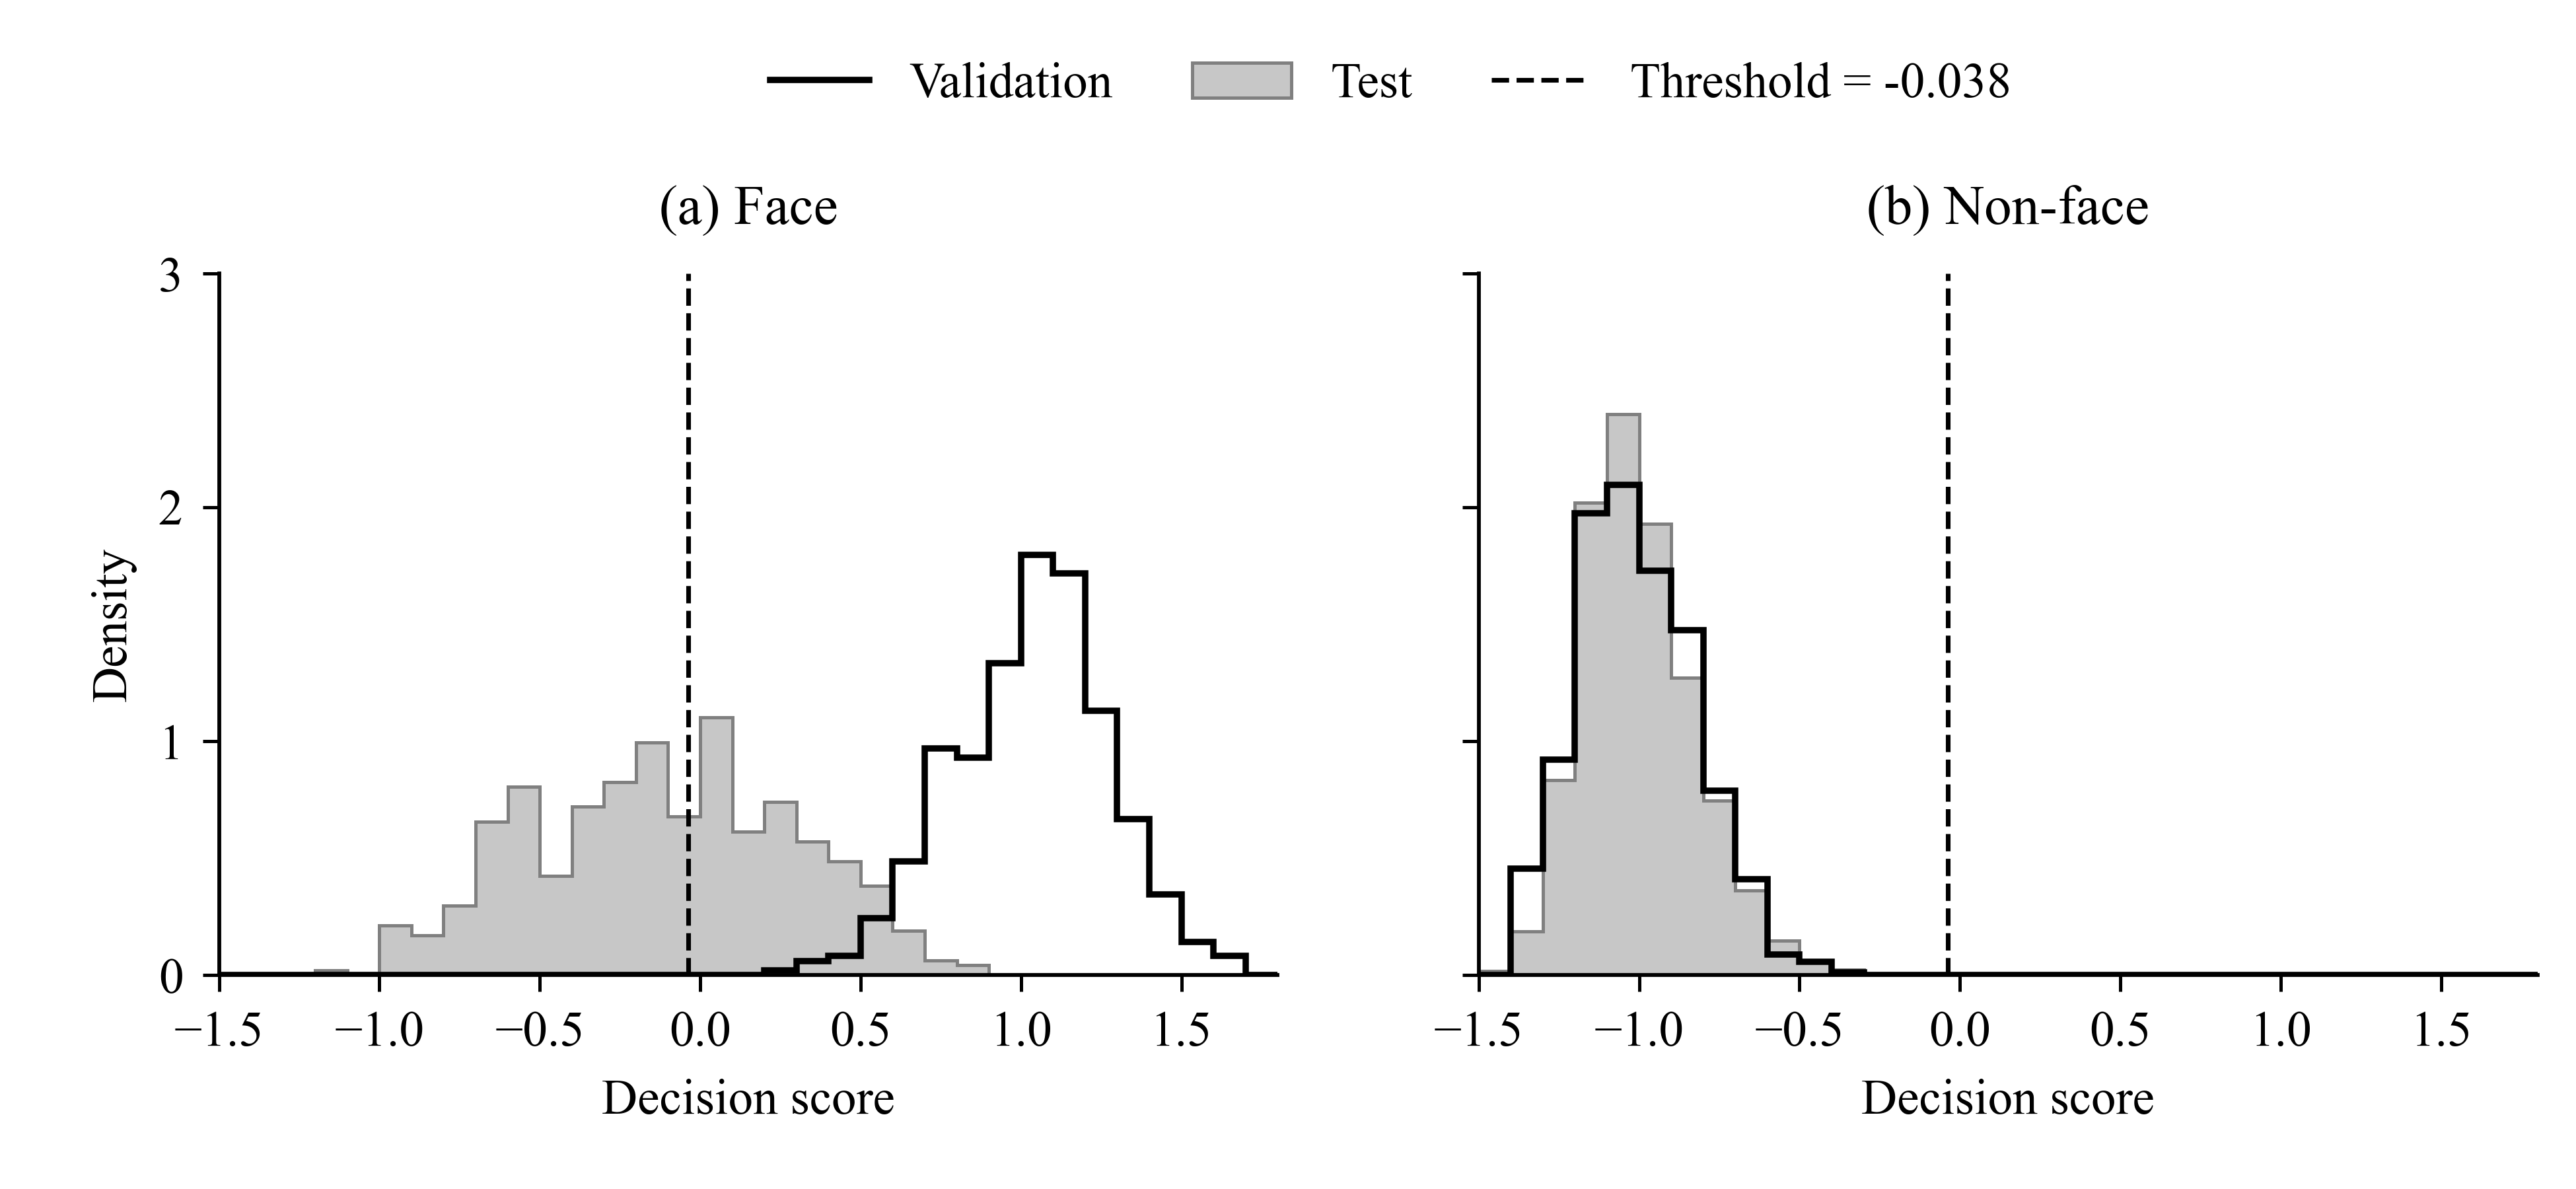 Validation Test Threshold = -0.038
(a) Face (b) Non-face
3
2
1
0
Density
−1.5 −1.0 −0.5 0.0 0.5 1.0 1.5
Decision score
−1.5 −1.0 −0.5 0.0 0.5 1.0 1.5
Decision score